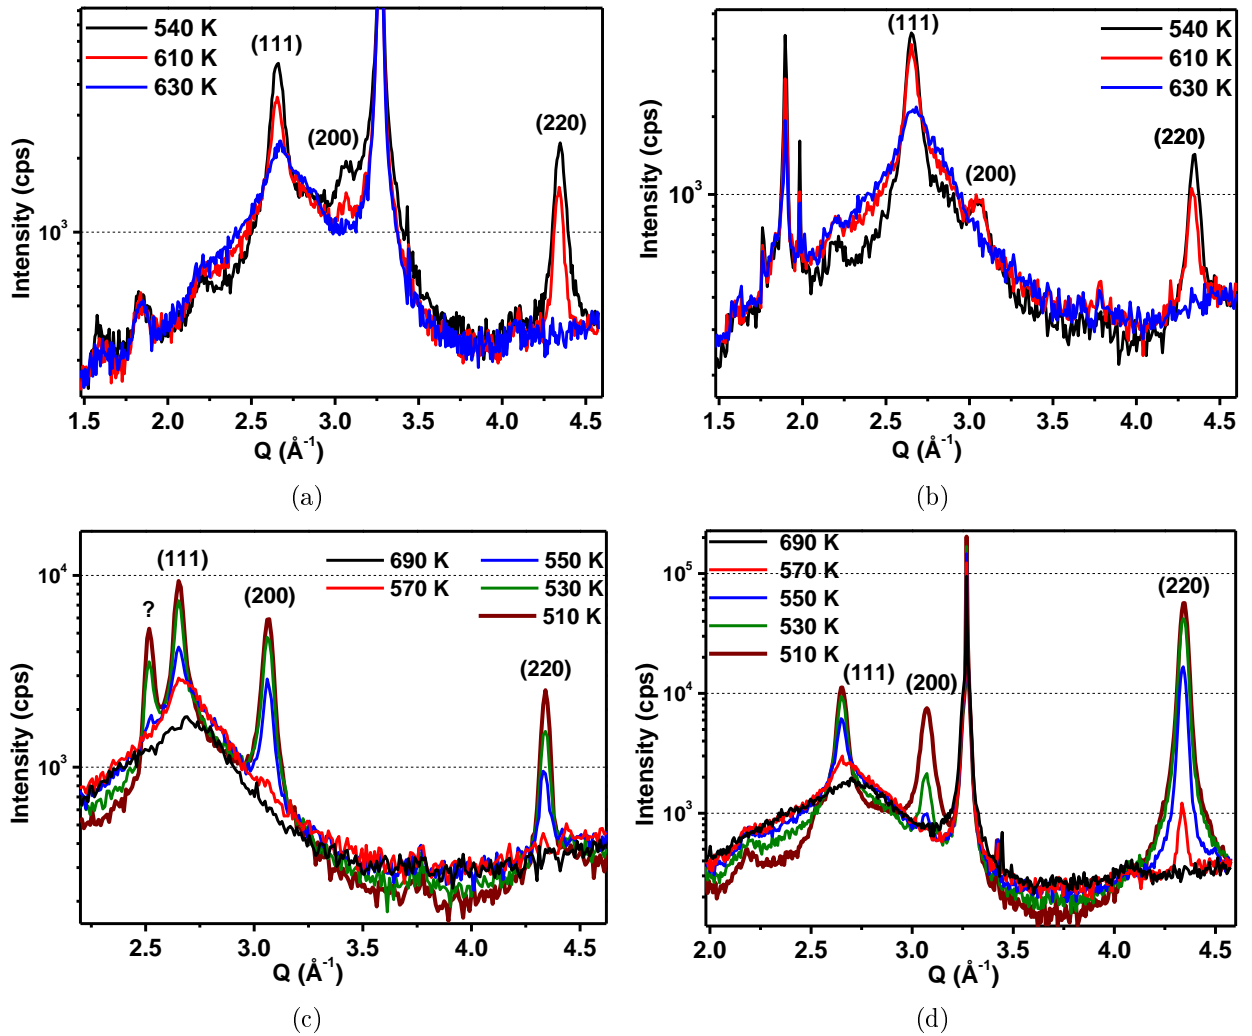 540 K
610 K
630 K
(111)
(200)
(220)
Intensity (cps)
10³
1.5 2.0 2.5 3.0 3.5 4.0 4.5
Q (Å⁻¹)
(a)
(111)
540 K
610 K
630 K
(200)
(220)
Intensity (cps)
10³
1.5 2.0 2.5 3.0 3.5 4.0 4.5
Q (Å⁻¹)
(b)
690 K
570 K
550 K
530 K
510 K
?
(111)
(200)
(220)
Intensity (cps)
10⁴
10³
2.5 3.0 3.5 4.0 4.5
Q (Å⁻¹)
(c)
690 K
570 K
550 K
530 K
510 K
(111)
(200)
(220)
Intensity (cps)
10⁵
10⁴
10³
2.0 2.5 3.0 3.5 4.0 4.5
Q (Å⁻¹)
(d)